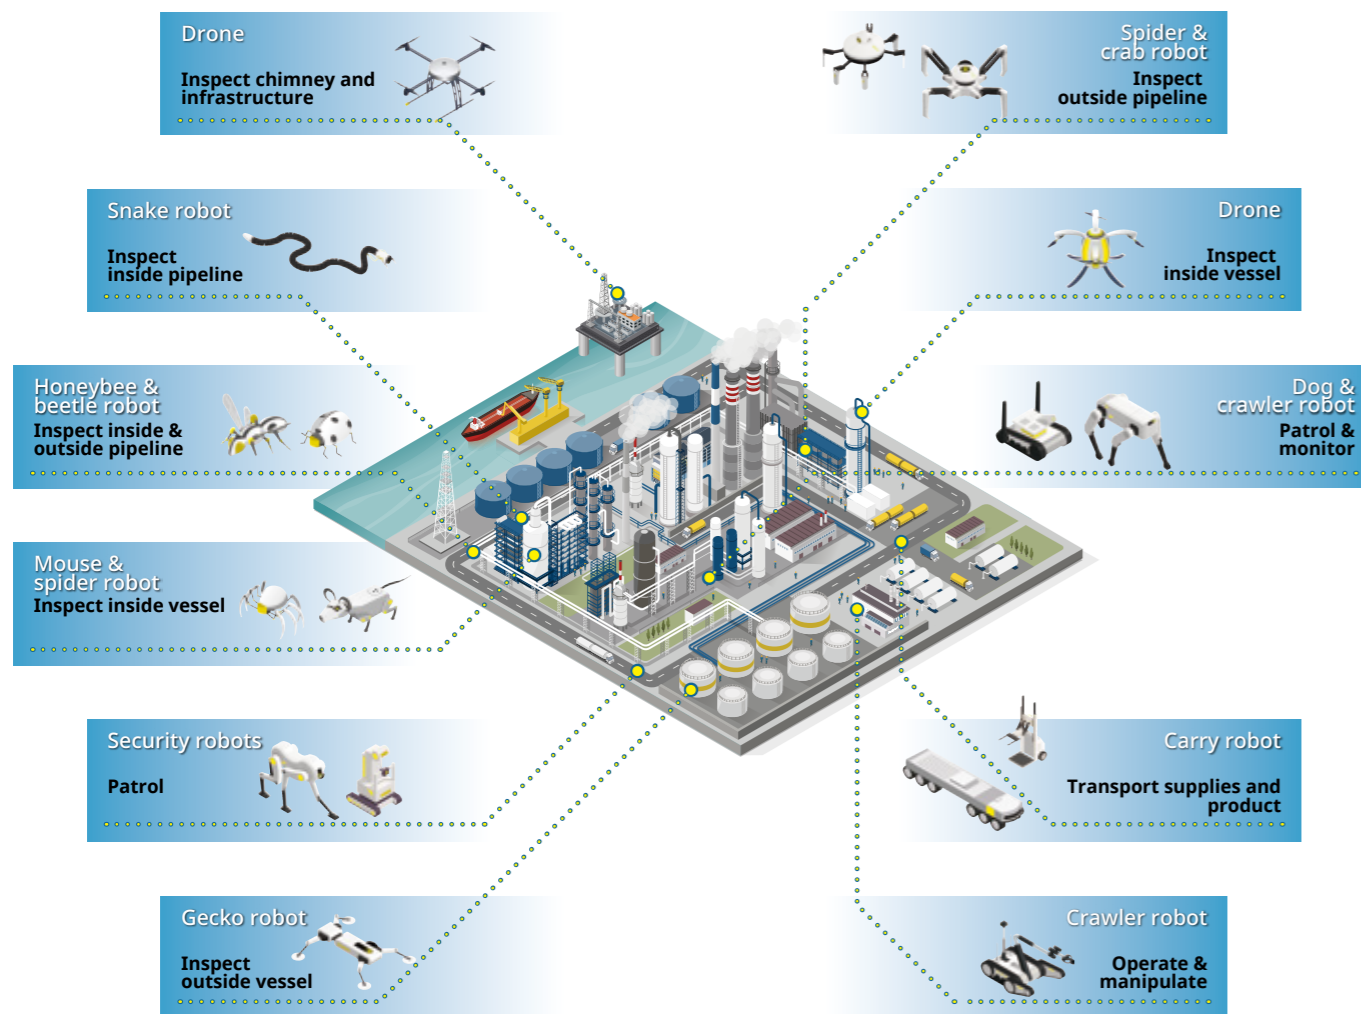 Drone
Inspect chimney and
infrastructure
Spider &
crab robot
Inspect
outside pipeline
Snake robot
Inspect
inside pipeline
Drone
Inspect
inside vessel
Honeybee &
beetle robot
Inspect inside &
outside pipeline
Dog &
crawler robot
Patrol &
monitor
Mouse &
spider robot
Inspect inside vessel
Security robots
Patrol
Carry robot
Transport supplies and
product
Gecko robot
Inspect
outside vessel
Crawler robot
Operate &
manipulate